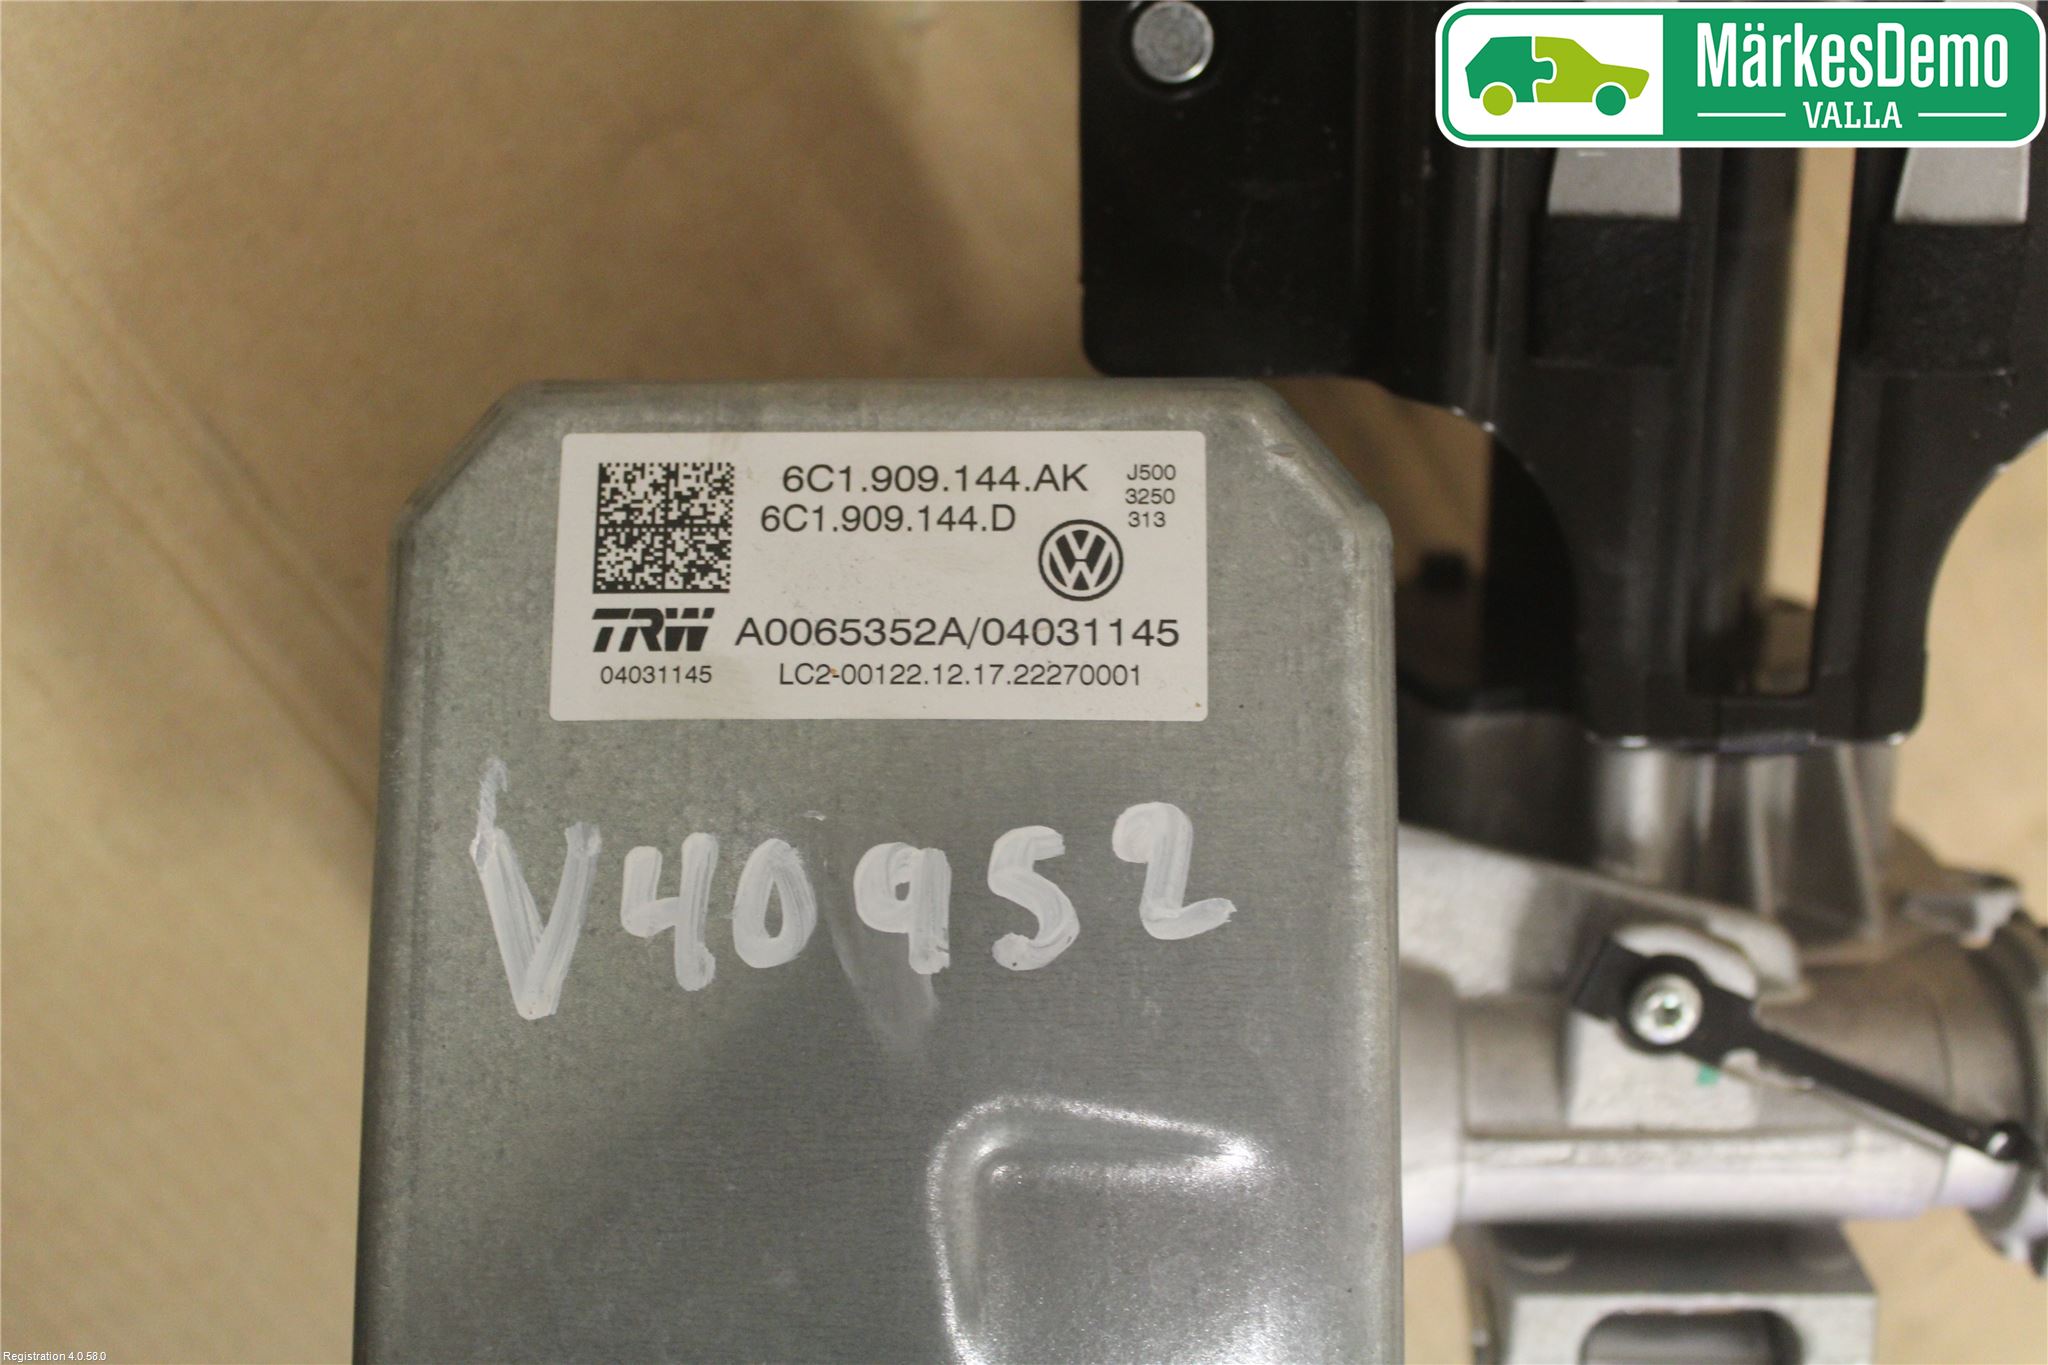 MärkesDemo
VALLA
6C1.909.144.AK
6C1.909.144.D
J500
3250
313
TRW
A0065352A/04031145
04031145
LC2-00122.12.17.22270001
V40952
Registration 4.0.58.0